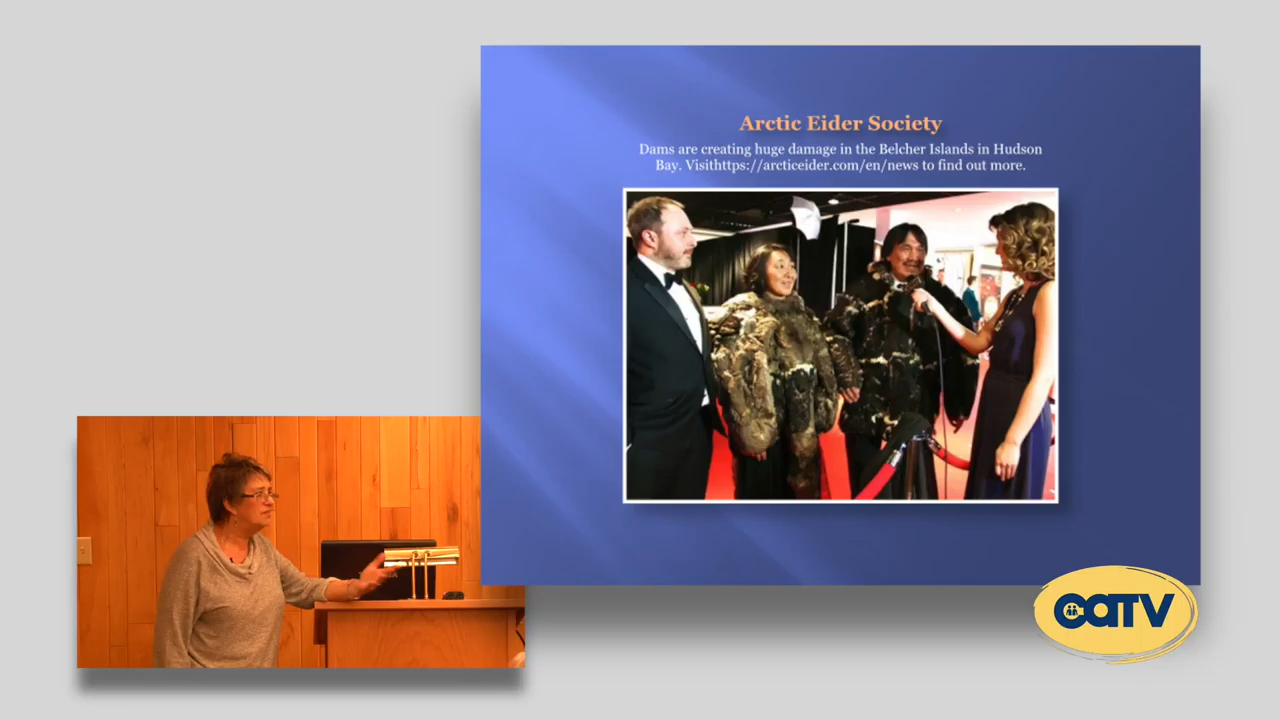 Arctic Eider Society
Dams are creating huge damage in the Belcher Islands in Hudson
Bay. Visithttps://arcticeider.com/en/news to find out more.
CATV